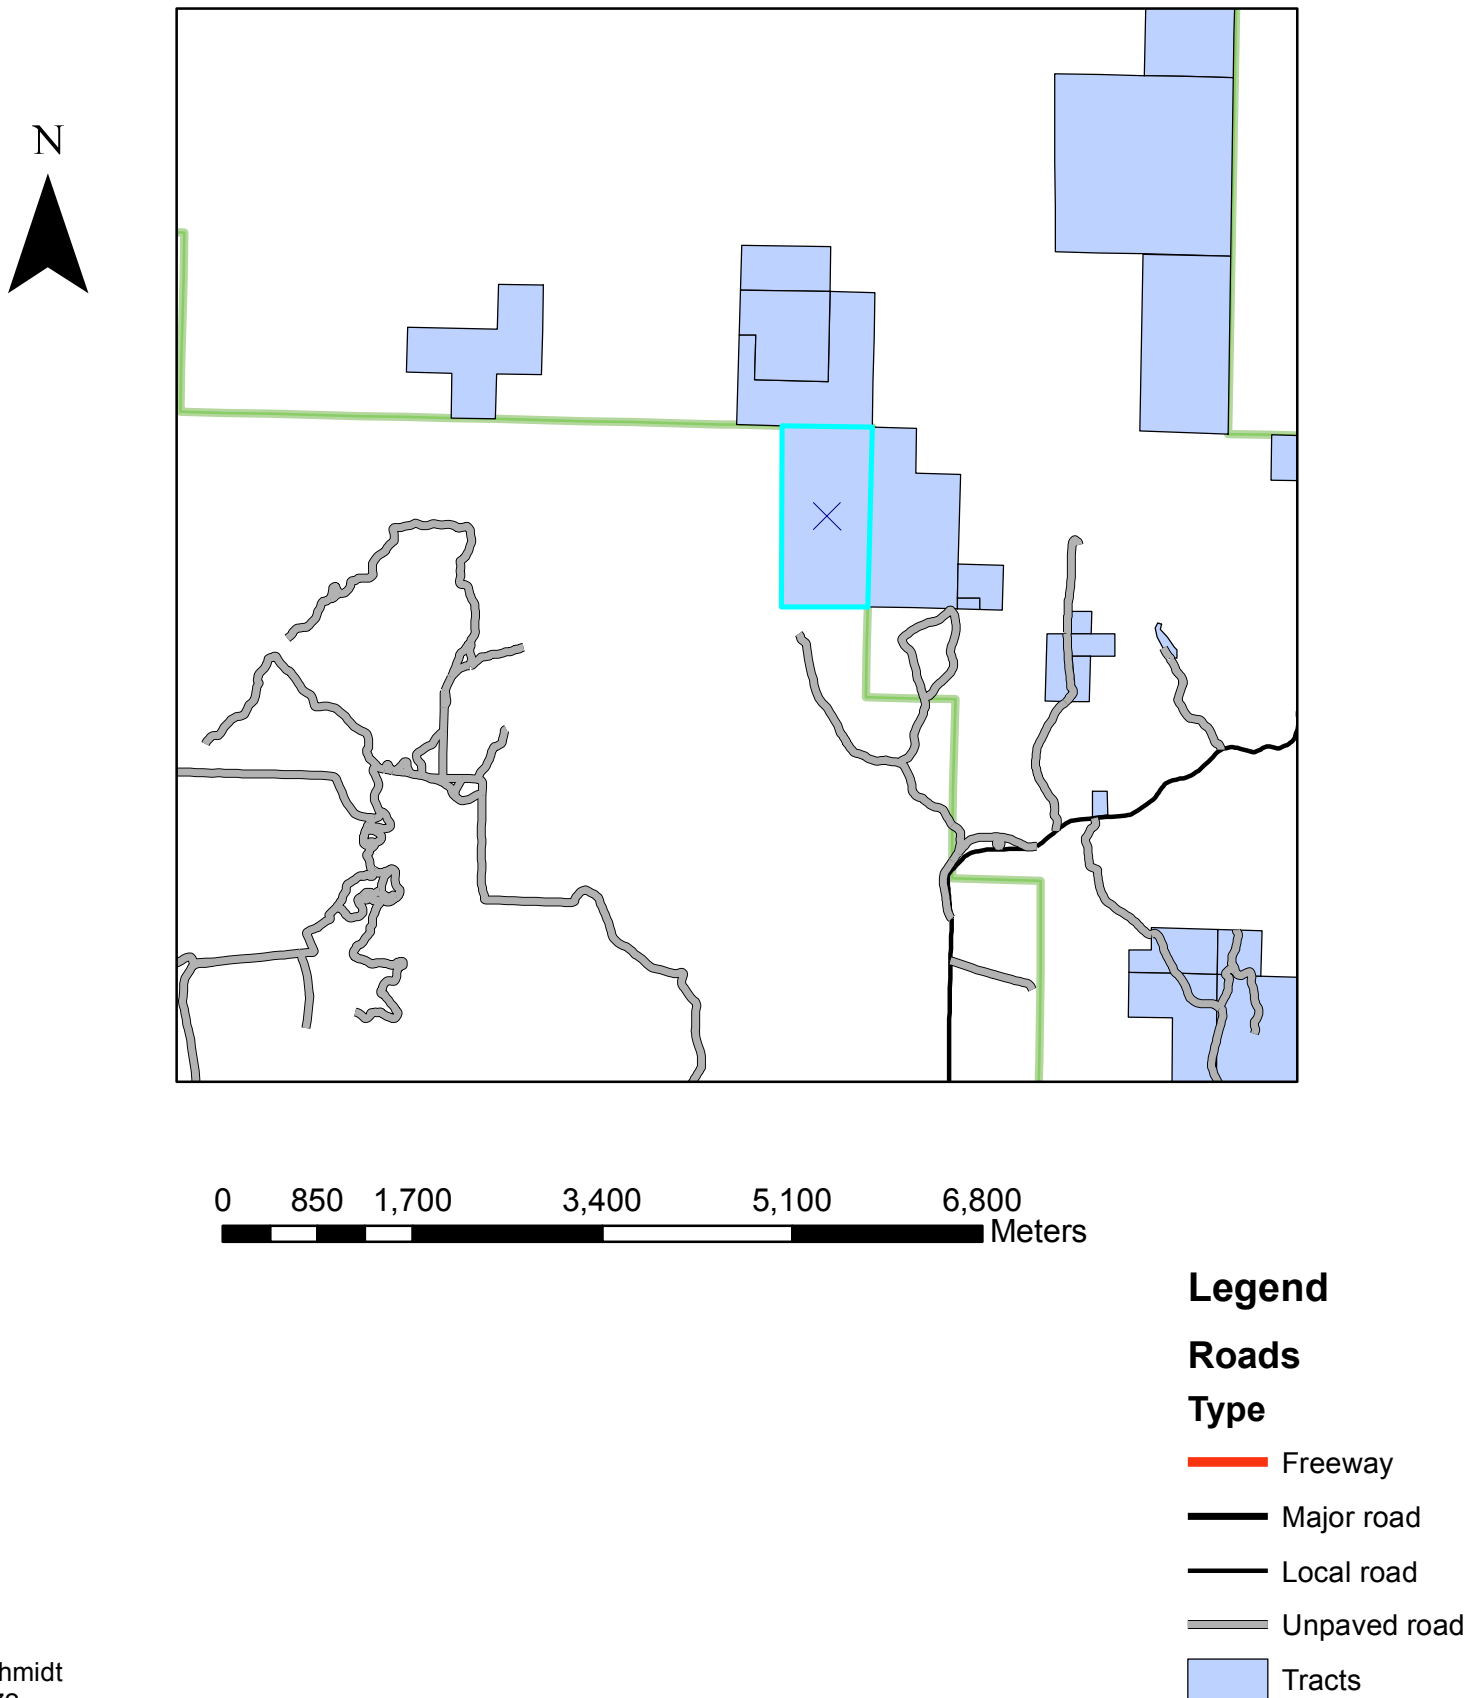 N
0 850 1,700 3,400 5,100 6,800
Meters
Legend
Roads
Type
Freeway
Major road
Local road
Unpaved road
Tracts
hmidt